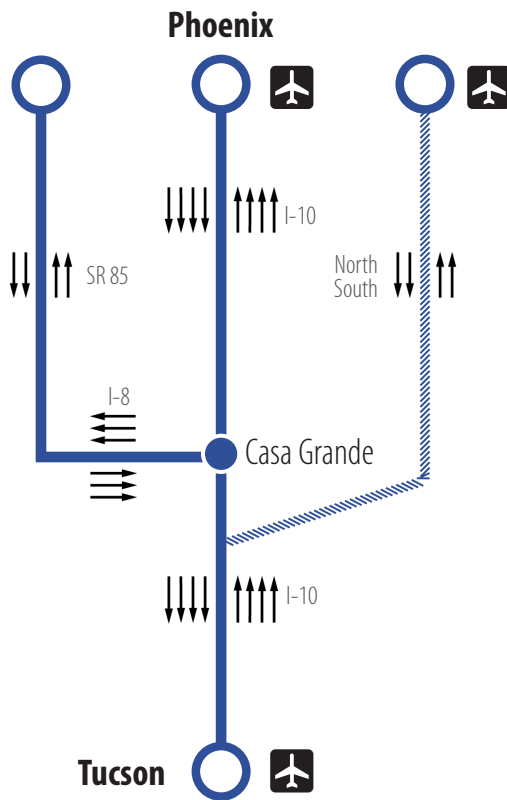 Phoenix
I-10
SR 85
North
South
I-8
Casa Grande
I-10
Tucson